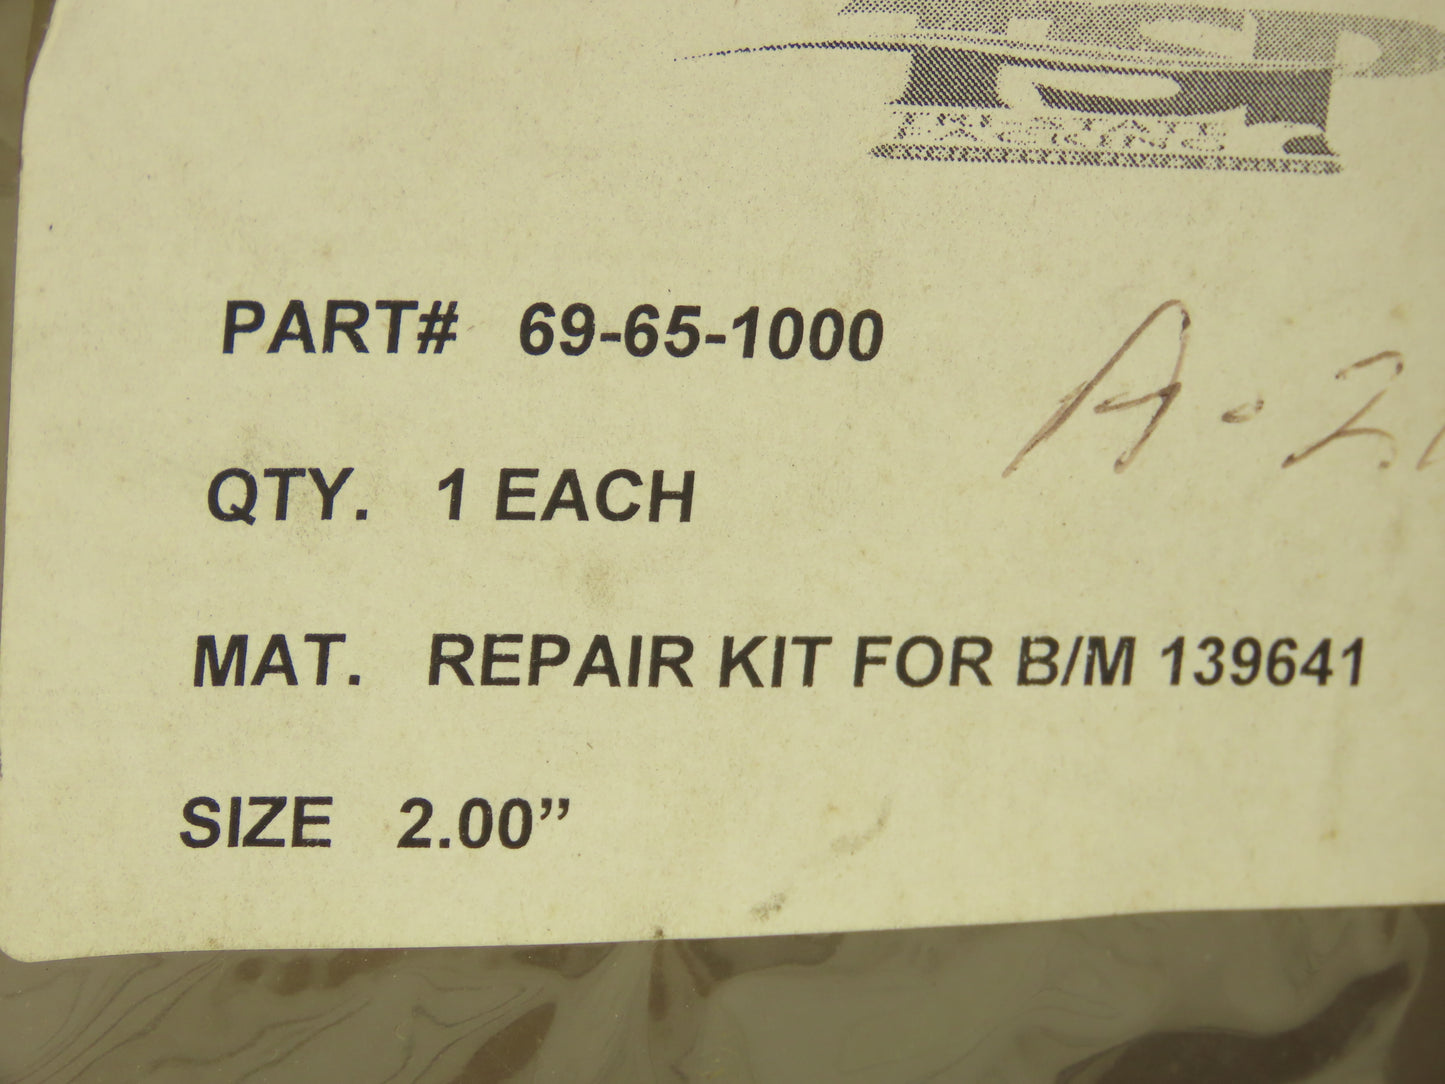 PART# 69-65-1000
QTY. 1 EACH
MAT. REPAIR KIT FOR B/M 139641
SIZE 2.00”